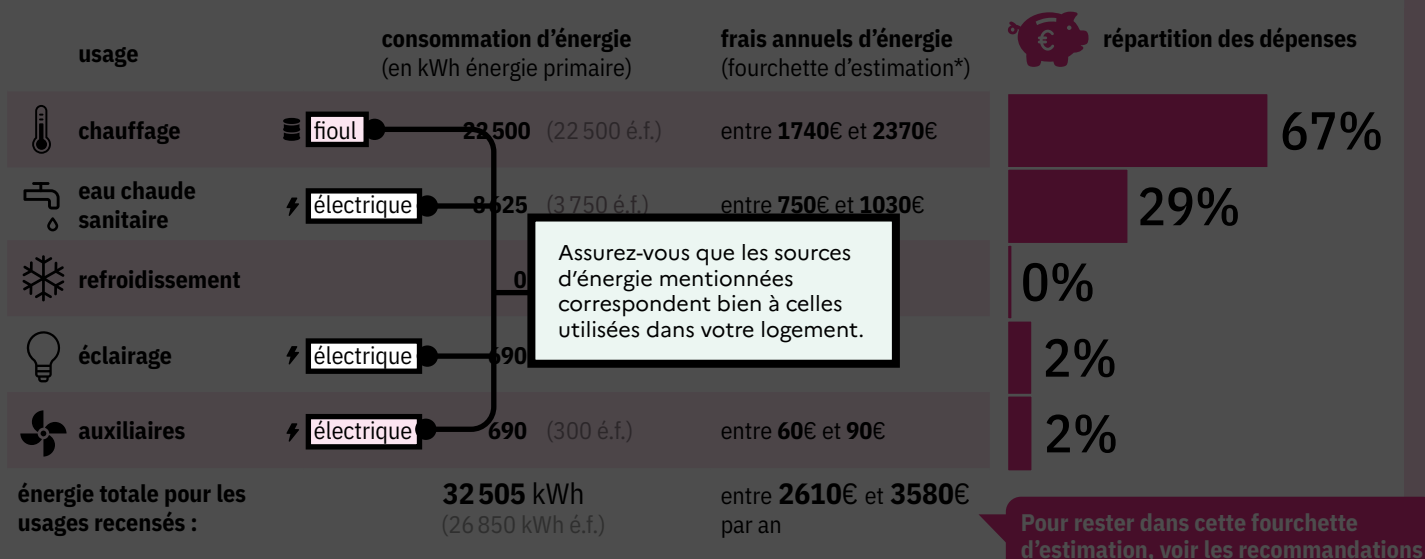 usage
consommation d’énergie
(en kWh énergie primaire)
frais annuels d’énergie
(fourchette d’estimation*)
répartition des dépenses
chauffage fioul 22 500 (22 500 é.f.) entre 1740€ et 2370€ 67%
eau chaude
sanitaire
électrique 8 625 (3 750 é.f.) entre 750€ et 1030€ 29%
refroidissement 0 0%
Assurez-vous que les sources
d’énergie mentionnées
correspondent bien à celles
utilisées dans votre logement.
éclairage électrique 690 2%
auxiliaires électrique 690 (300 é.f.) entre 60€ et 90€ 2%
énergie totale pour les
usages recensés :
32 505 kWh
(26 850 kWh é.f.)
entre 2610€ et 3580€
par an
Pour rester dans cette fourchette
d’estimation, voir les recommandations